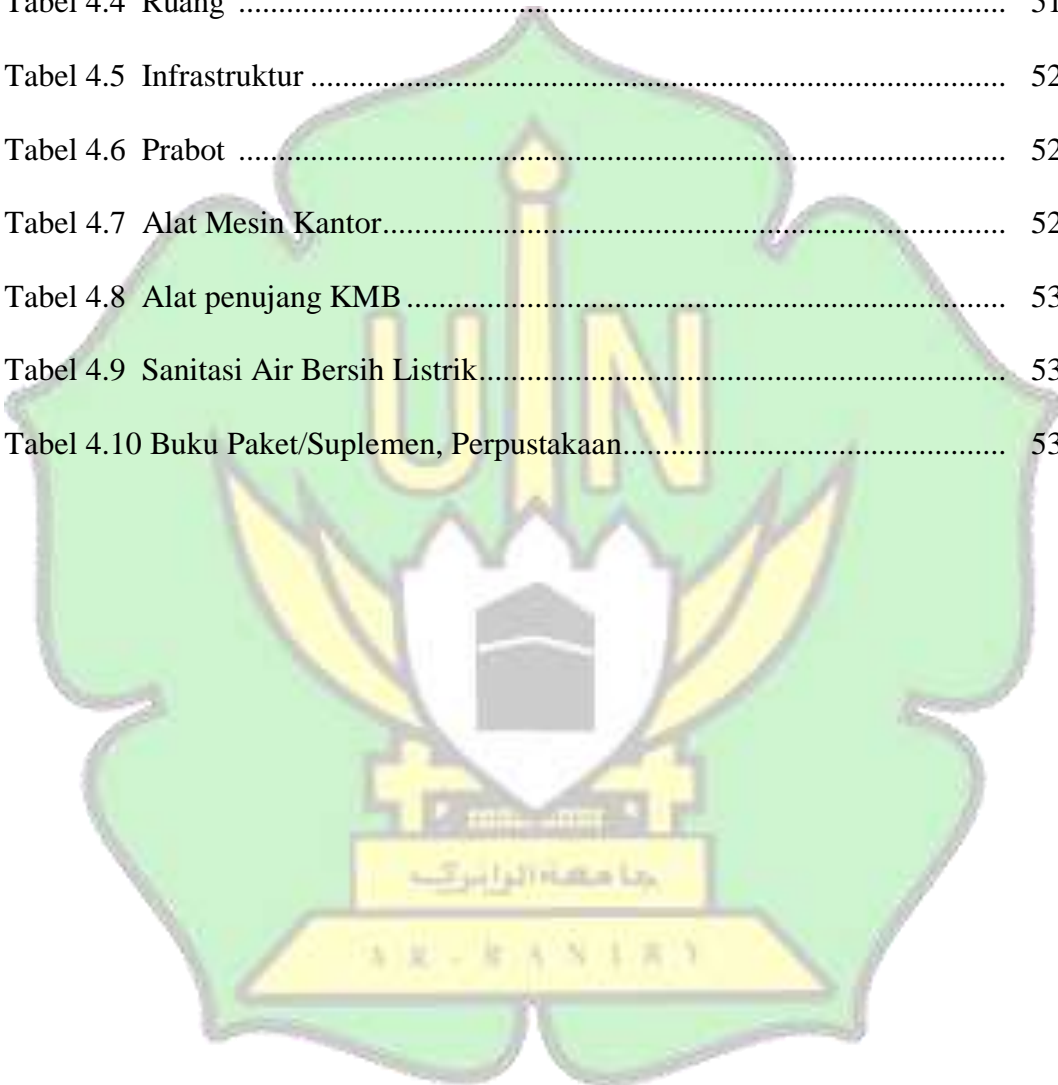 Tabel 4.4 Ruang ........................................................................................... 51
Tabel 4.5 Infrastruktur ................................................................................... 52
Tabel 4.6 Prabot ........................................................................................... 52
Tabel 4.7 Alat Mesin Kantor.......................................................................... 52
Tabel 4.8 Alat penujang KMB ....................................................................... 53
Tabel 4.9 Sanitasi Air Bersih Listrik............................................................... 53
Tabel 4.10 Buku Paket/Suplemen, Perpustakaan.............................................. 53
UIN
AR-RANIRY